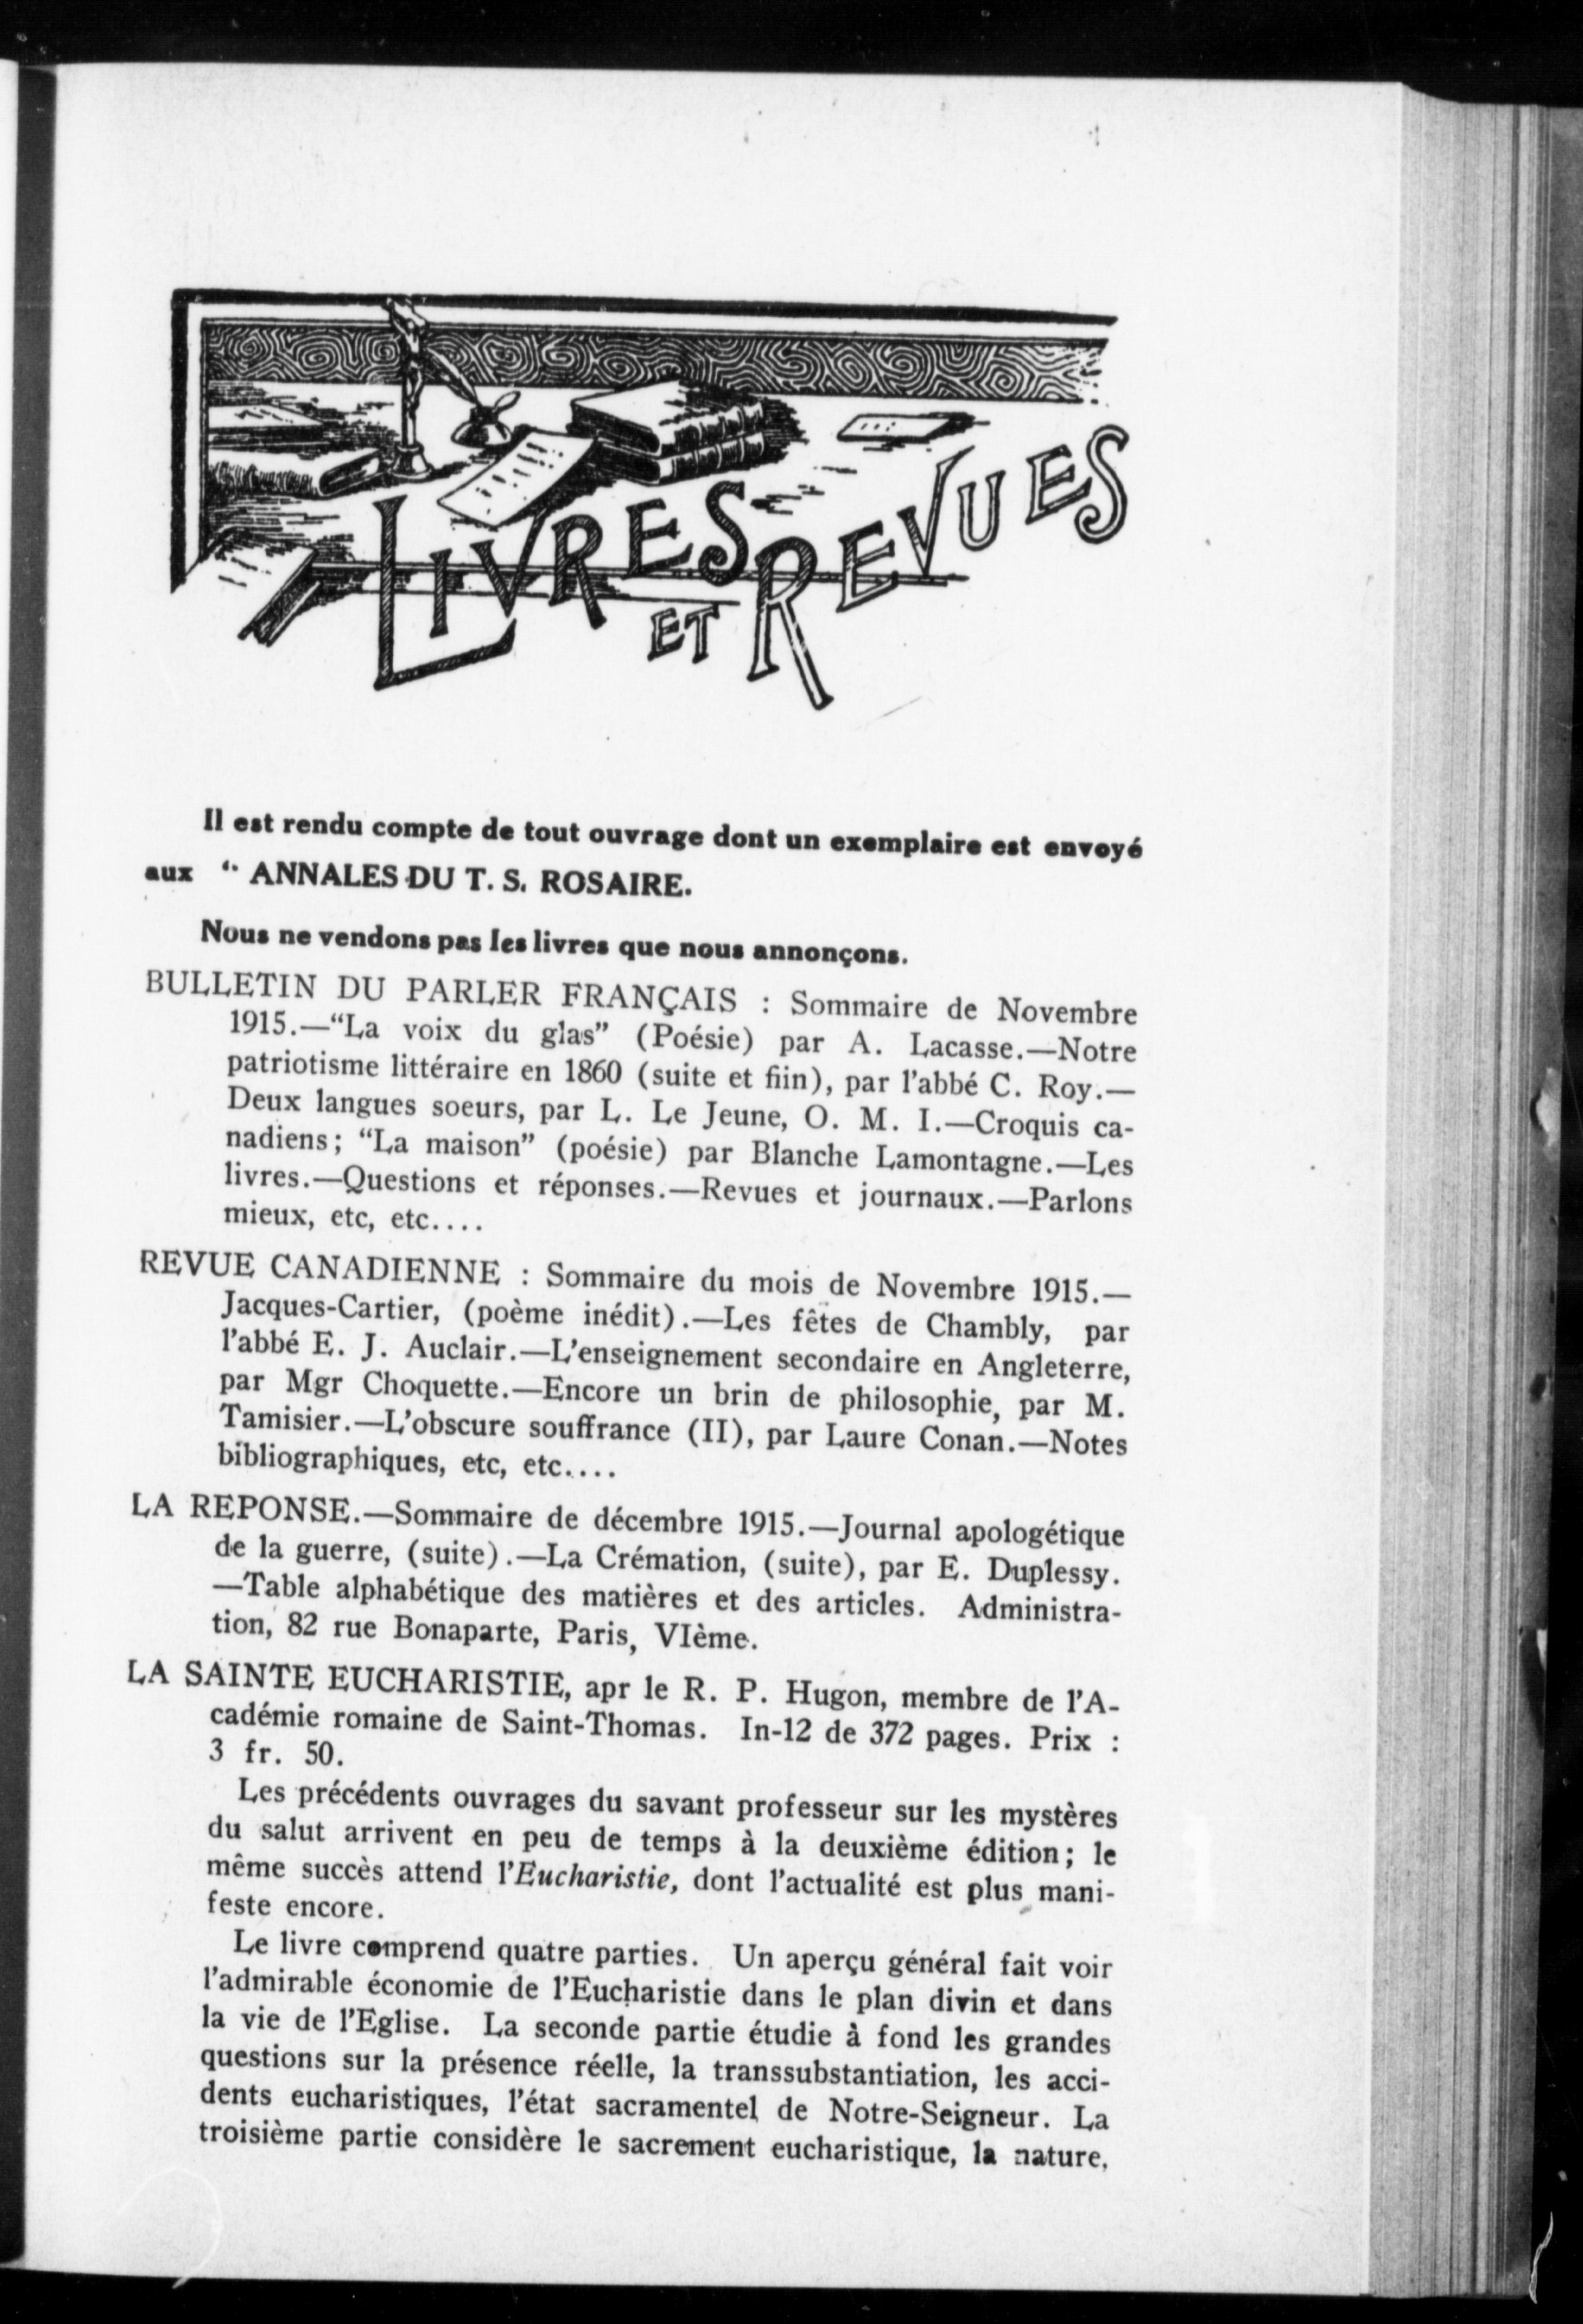 LIVRES ET REVUES
Il est rendu compte de tout ouvrage dont un exemplaire est envoyé
aux “ ANNALES DU T. S. ROSAIRE.
Nous ne vendons pas les livres que nous annonçons.
BULLETIN DU PARLER FRANÇAIS : Sommaire de Novembre
1915.—“La voix du glas” (Poésie) par A. Lacasse.—Notre
patriotisme littéraire en 1860 (suite et fiin), par l’abbé C. Roy.—
Deux langues soeurs, par L. Le Jeune, O. M. I.—Croquis ca-
nadiens; “La maison” (poésie) par Blanche Lamontagne.—Les
livres.—Questions et réponses.—Revues et journaux.—Parlons
mieux, etc, etc....
REVUE CANADIENNE : Sommaire du mois de Novembre 1915.—
Jacques-Cartier, (poème inédit).—Les fêtes de Chambly, par
l’abbé E. J. Auclair.—L’enseignement secondaire en Angleterre,
par Mgr Choquette.—Encore un brin de philosophie, par M.
Tamisier.—L’obscure souffrance (II), par Laure Conan.—Notes
bibliographiques, etc, etc....
LA REPONSE.—Sommaire de décembre 1915.—Journal apologétique
de la guerre, (suite).—La Crémation, (suite), par E. Duplessy.
—Table alphabétique des matières et des articles. Administra-
tion, 82 rue Bonaparte, Paris, VIème.
LA SAINTE EUCHARISTIE, apr le R. P. Hugon, membre de l’A-
cadémie romaine de Saint-Thomas. In-12 de 372 pages. Prix :
3 fr. 50.
Les précédents ouvrages du savant professeur sur les mystères
du salut arrivent en peu de temps à la deuxième édition; le
même succès attend l’Eucharistie, dont l’actualité est plus mani-
feste encore.
Le livre comprend quatre parties. Un aperçu général fait voir
l’admirable économie de l’Eucharistie dans le plan divin et dans
la vie de l’Eglise. La seconde partie étudie à fond les grandes
questions sur la présence réelle, la transsubstantiation, les acci-
dents eucharistiques, l’état sacramentel de Notre-Seigneur. La
troisième partie considère le sacrement eucharistique, la nature,